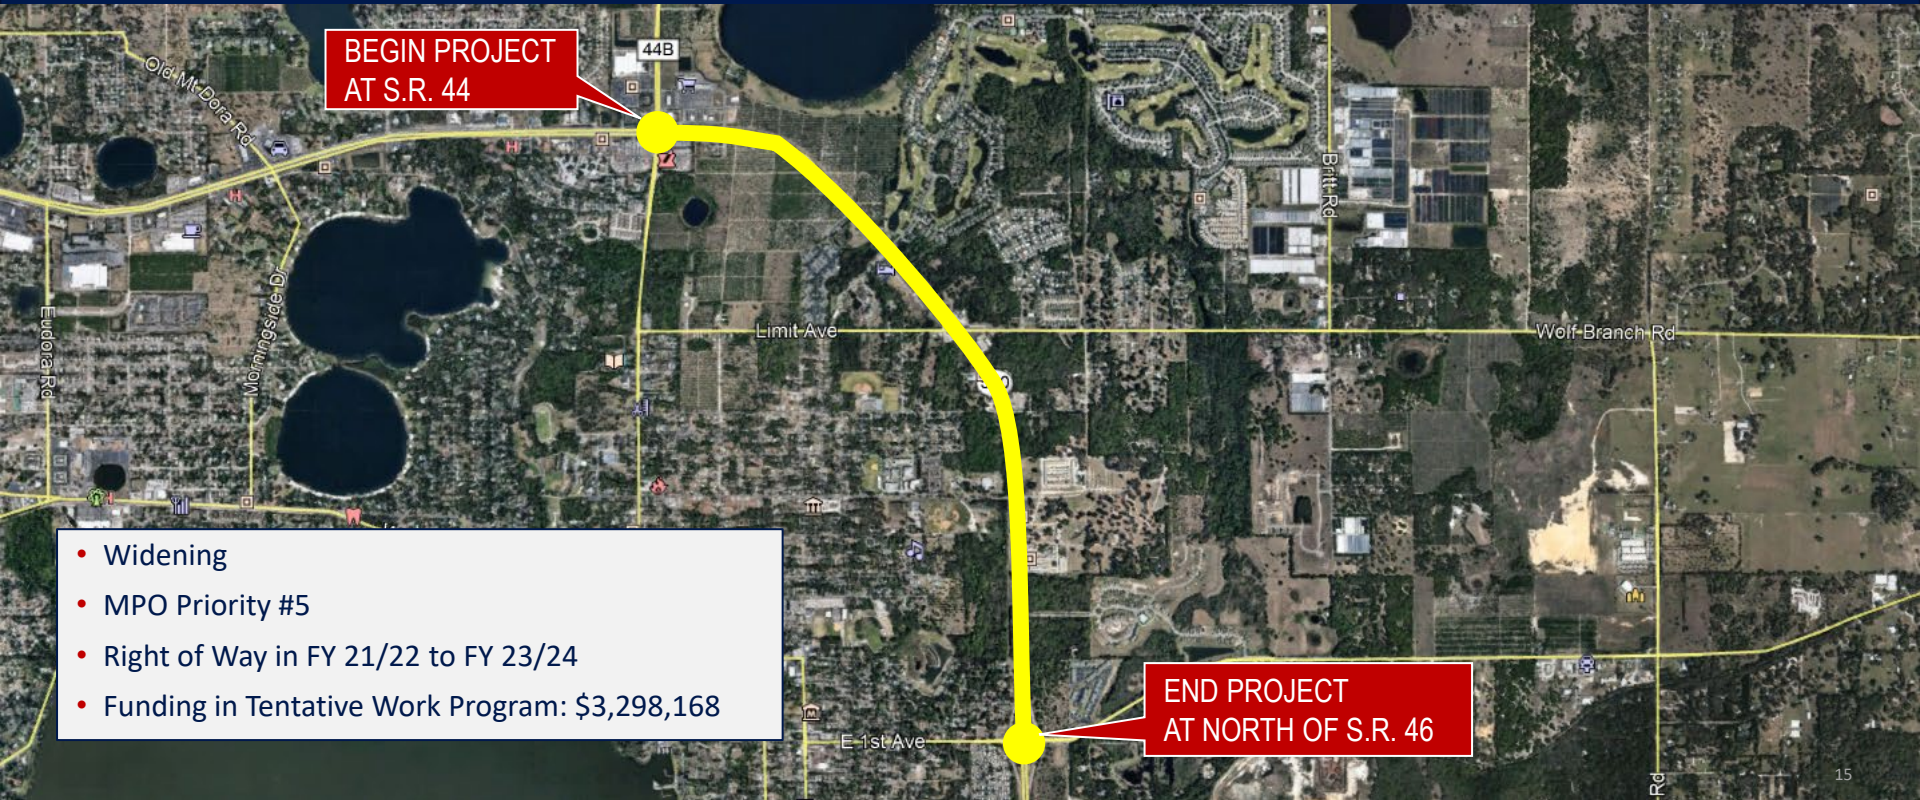 BEGIN PROJECT
AT S.R. 44
44B
Old Mt Dora Rd
Britt Rd
Morningside Dr
Eudora Rd
Limit Ave
Wolf Branch Rd
• Widening
• MPO Priority #5
• Right of Way in FY 21/22 to FY 23/24
• Funding in Tentative Work Program: $3,298,168
END PROJECT
AT NORTH OF S.R. 46
E 1st Ave
Rd
15